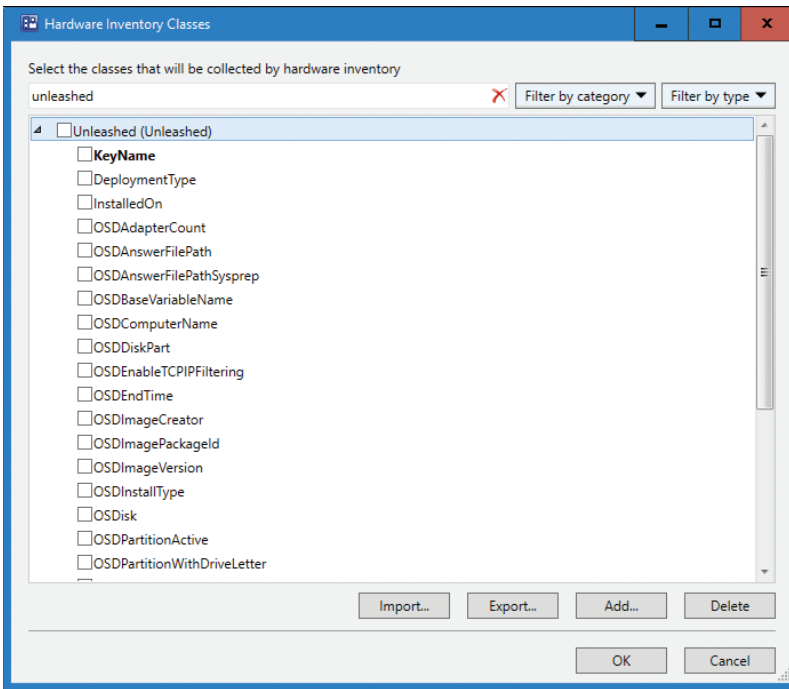 Hardware Inventory Classes
Select the classes that will be collected by hardware inventory
unleashed Filter by category Filter by type
Unleashed (Unleashed)
KeyName
DeploymentType
InstalledOn
OSDAdapterCount
OSDAnswerFilePath
OSDAnswerFilePathSysprep
OSDBaseVariableName
OSDComputerName
OSDDiskPart
OSDEnableTCPIPFiltering
OSDEndTime
OSDImageCreator
OSDImagePackageId
OSDImageVersion
OSDInstallType
OSDisk
OSDPartitionActive
OSDPartitionWithDriveLetter
Import... Export... Add... Delete
OK Cancel